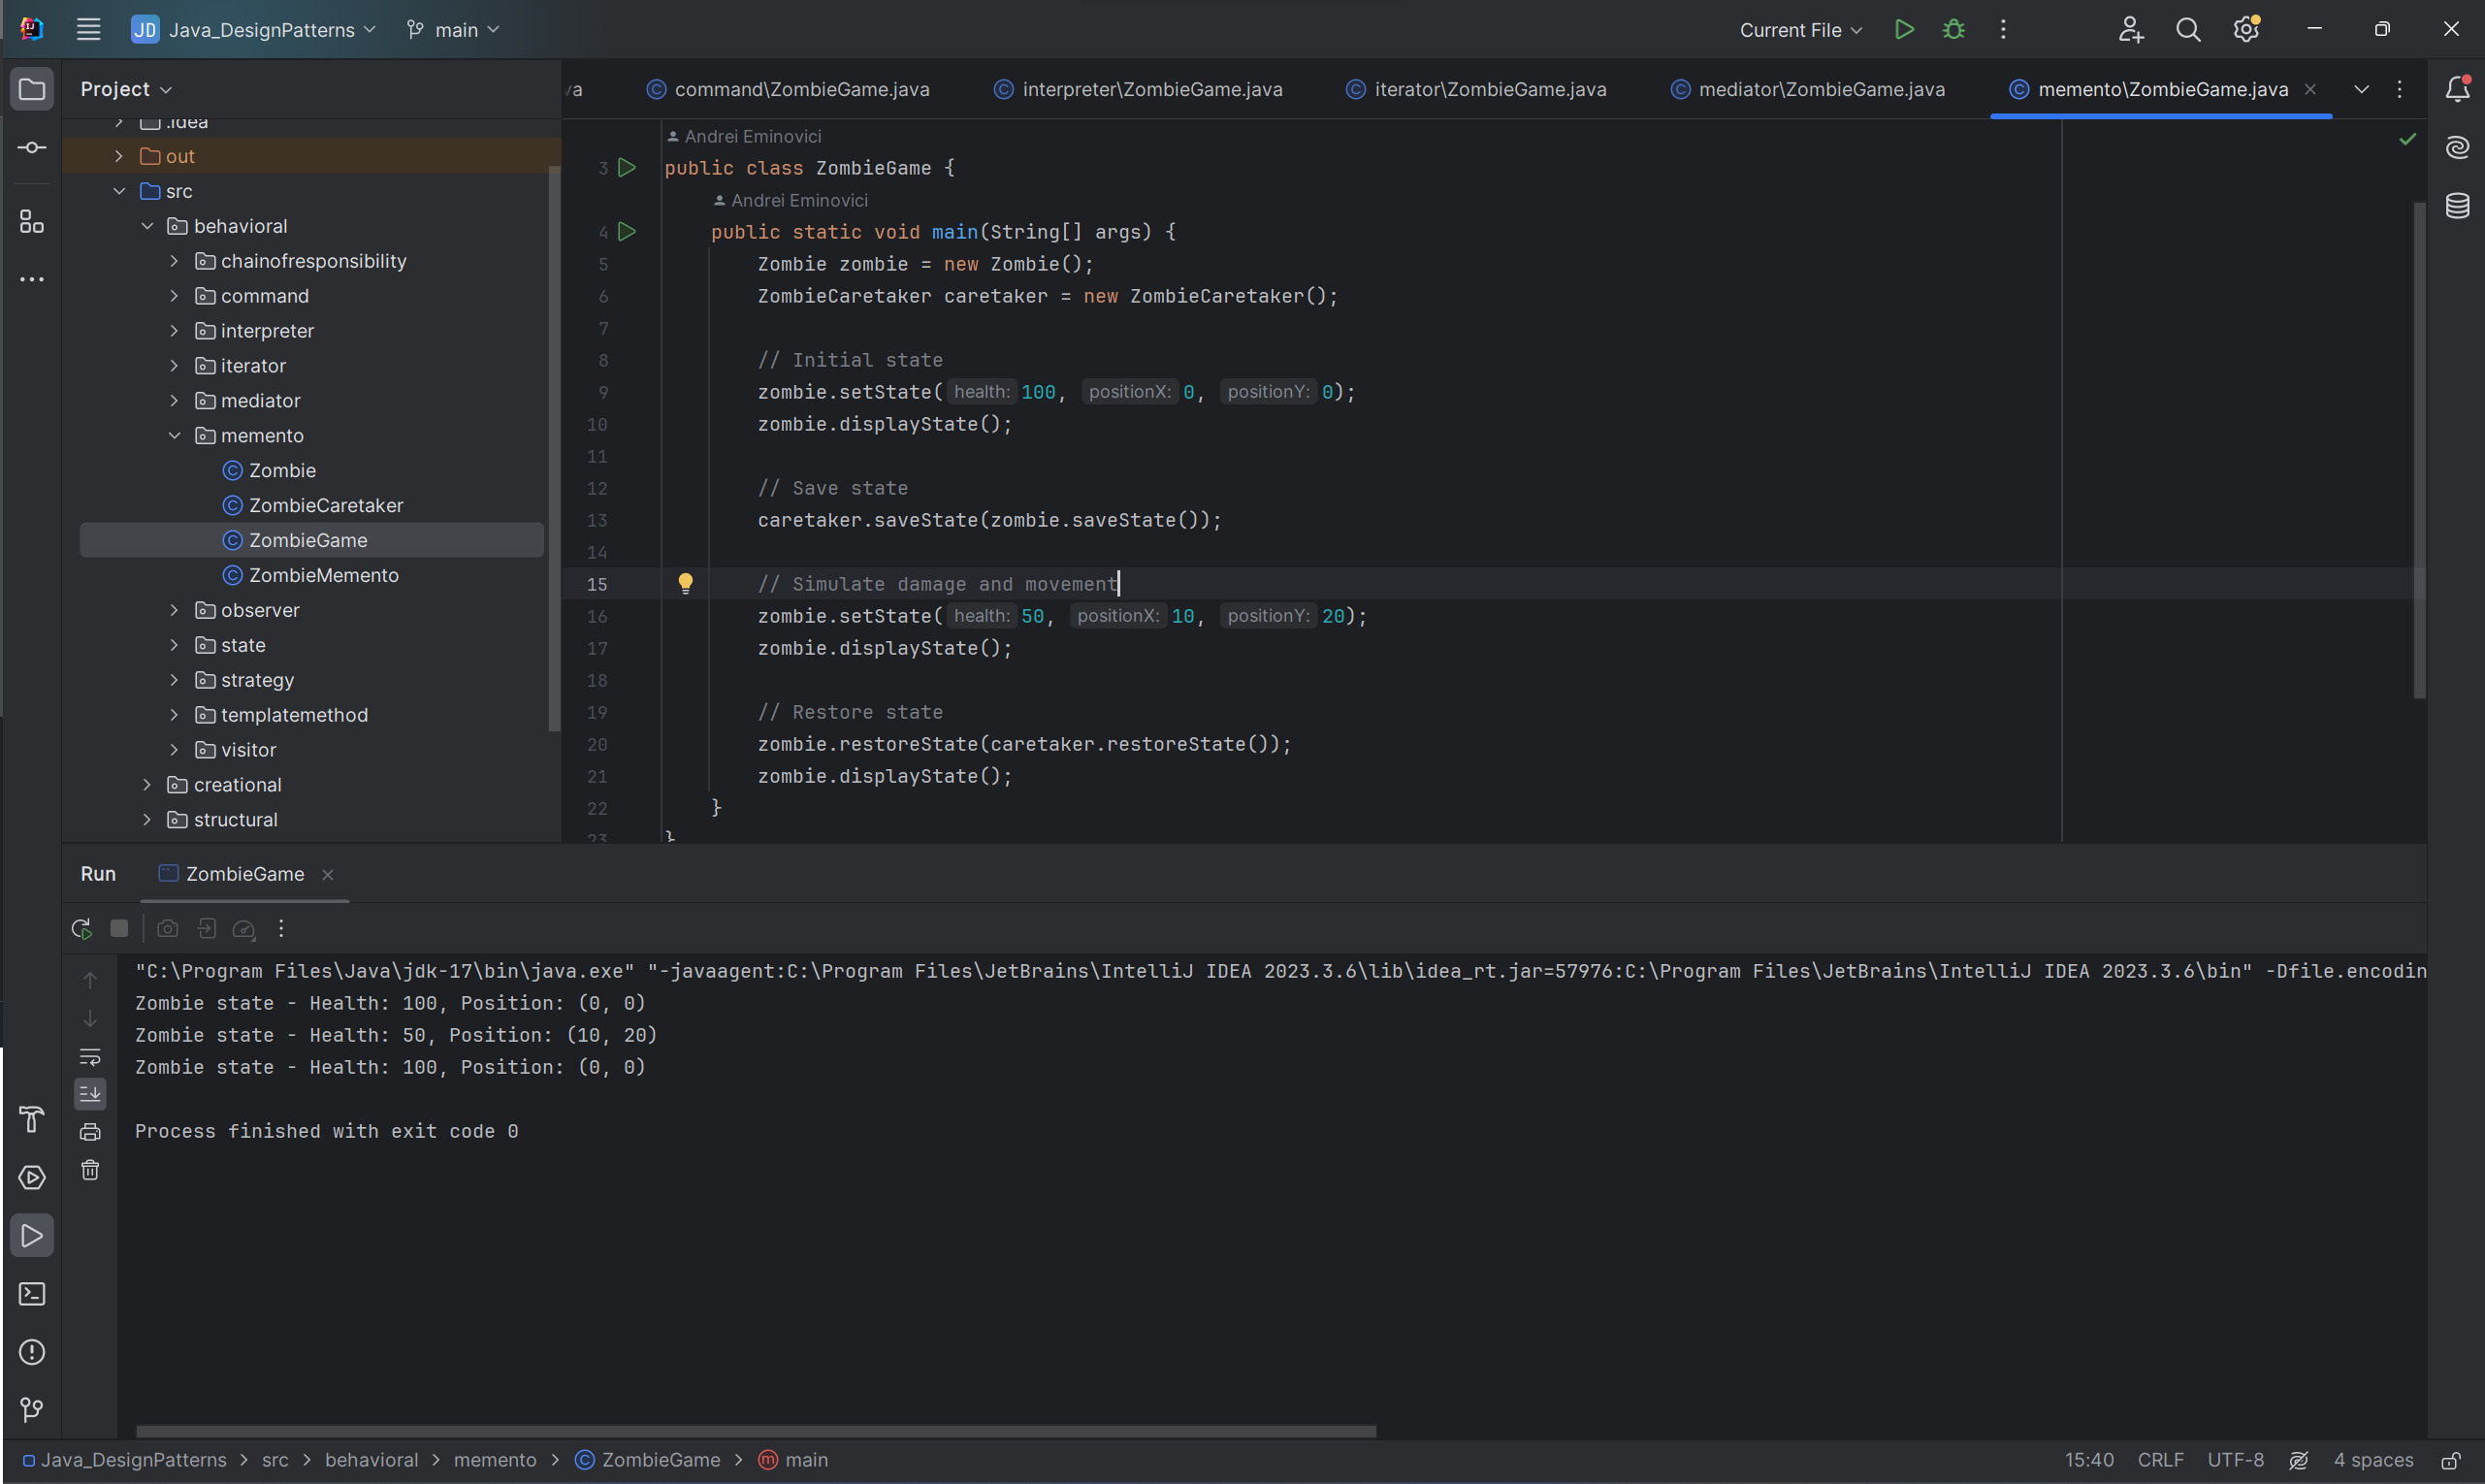 JD Java_DesignPatterns main Current File
Project
va command\ZombieGame.java interpreter\ZombieGame.java iterator\ZombieGame.java mediator\ZombieGame.java memento\ZombieGame.java
.idea
out
src
behavioral
chainofresponsibility
command
interpreter
iterator
mediator
memento
Zombie
ZombieCaretaker
ZombieGame
ZombieMemento
observer
state
strategy
templatemethod
visitor
creational
structural
Andrei Eminovici
3 public class ZombieGame {
Andrei Eminovici
4 public static void main(String[] args) {
5 Zombie zombie = new Zombie();
6 ZombieCaretaker caretaker = new ZombieCaretaker();
7
8 // Initial state
9 zombie.setState( health: 100, positionX: 0, positionY: 0);
10 zombie.displayState();
11
12 // Save state
13 caretaker.saveState(zombie.saveState());
14
15 // Simulate damage and movement
16 zombie.setState( health: 50, positionX: 10, positionY: 20);
17 zombie.displayState();
18
19 // Restore state
20 zombie.restoreState(caretaker.restoreState());
21 zombie.displayState();
22 }
23 }
Run ZombieGame
"C:\Program Files\Java\jdk-17\bin\java.exe" "-javaagent:C:\Program Files\JetBrains\IntelliJ IDEA 2023.3.6\lib\idea_rt.jar=57976:C:\Program Files\JetBrains\IntelliJ IDEA 2023.3.6\bin" -Dfile.encodin
Zombie state - Health: 100, Position: (0, 0)
Zombie state - Health: 50, Position: (10, 20)
Zombie state - Health: 100, Position: (0, 0)
Process finished with exit code 0
Java_DesignPatterns > src > behavioral > memento > ZombieGame > main 15:40 CRLF UTF-8 4 spaces